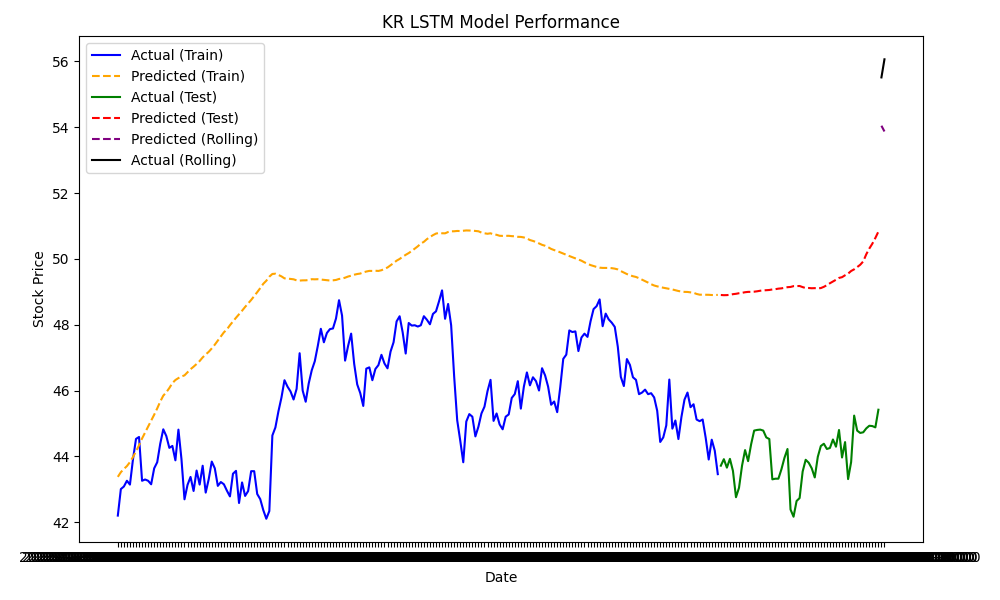 KR LSTM Model Performance
Actual (Train)
Predicted (Train)
Actual (Test)
Predicted (Test)
Predicted (Rolling)
Actual (Rolling)
Stock Price
56
54
52
50
48
46
44
42
Date